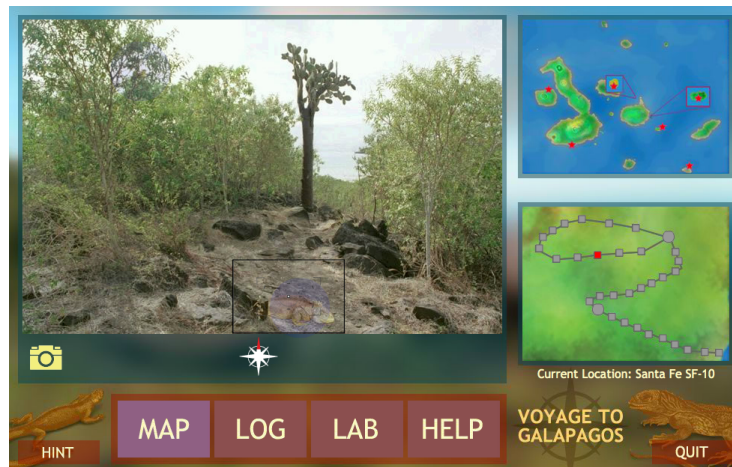 Current Location: Santa Fe SF-10
MAP
LOG
LAB
HELP
VOYAGE TO
GALAPAGOS
HINT
QUIT